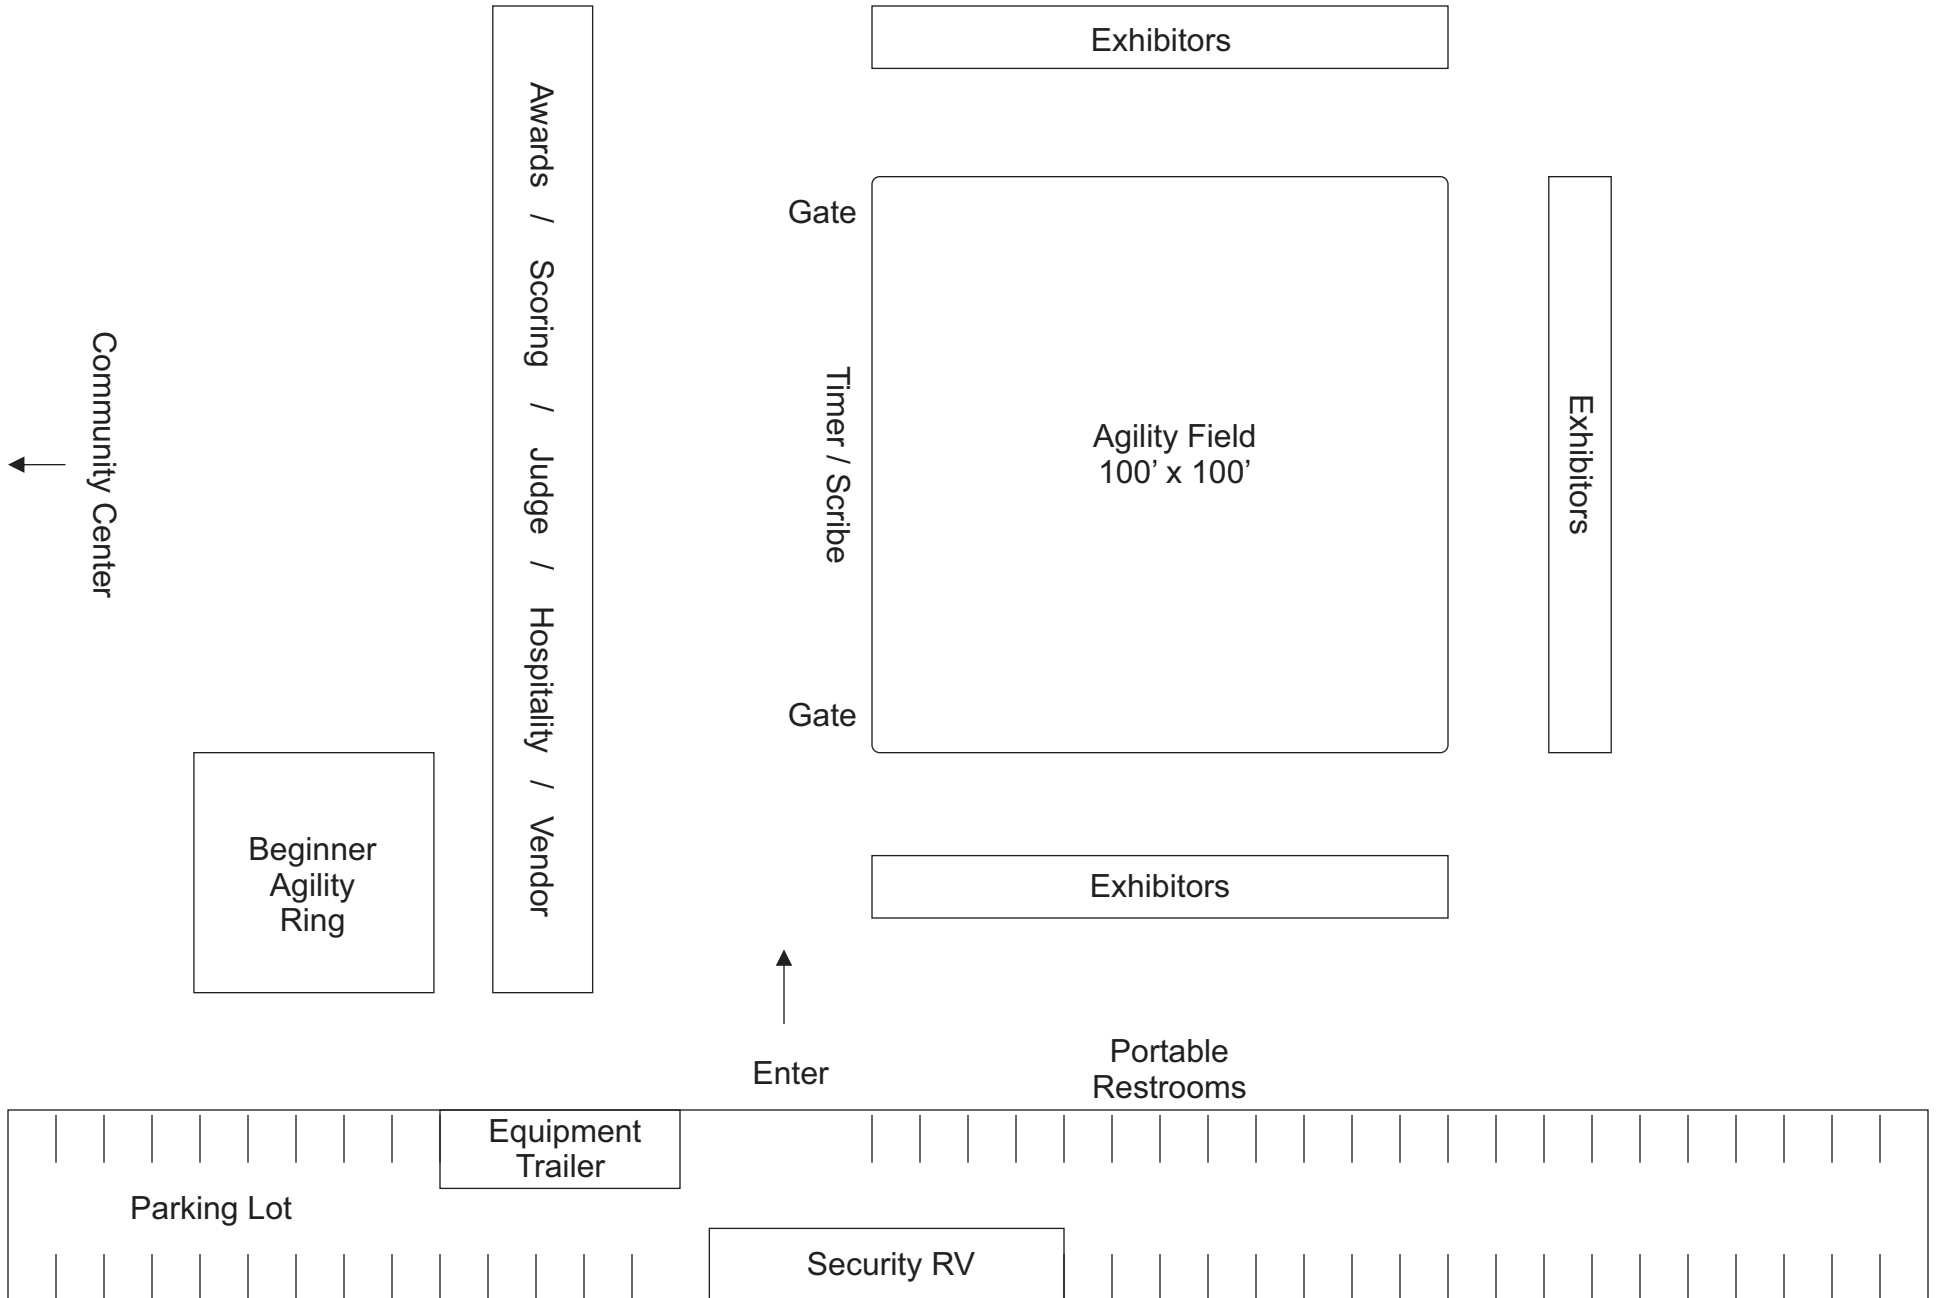 Exhibitors
Awards / Scoring / Judge / Hospitality / Vendor
Gate
Community Center
Timer / Scribe
Agility Field
100’ x 100’
Exhibitors
Gate
Beginner
Agility
Ring
Exhibitors
Enter
Portable
Restrooms
Equipment
Trailer
Parking Lot
Security RV